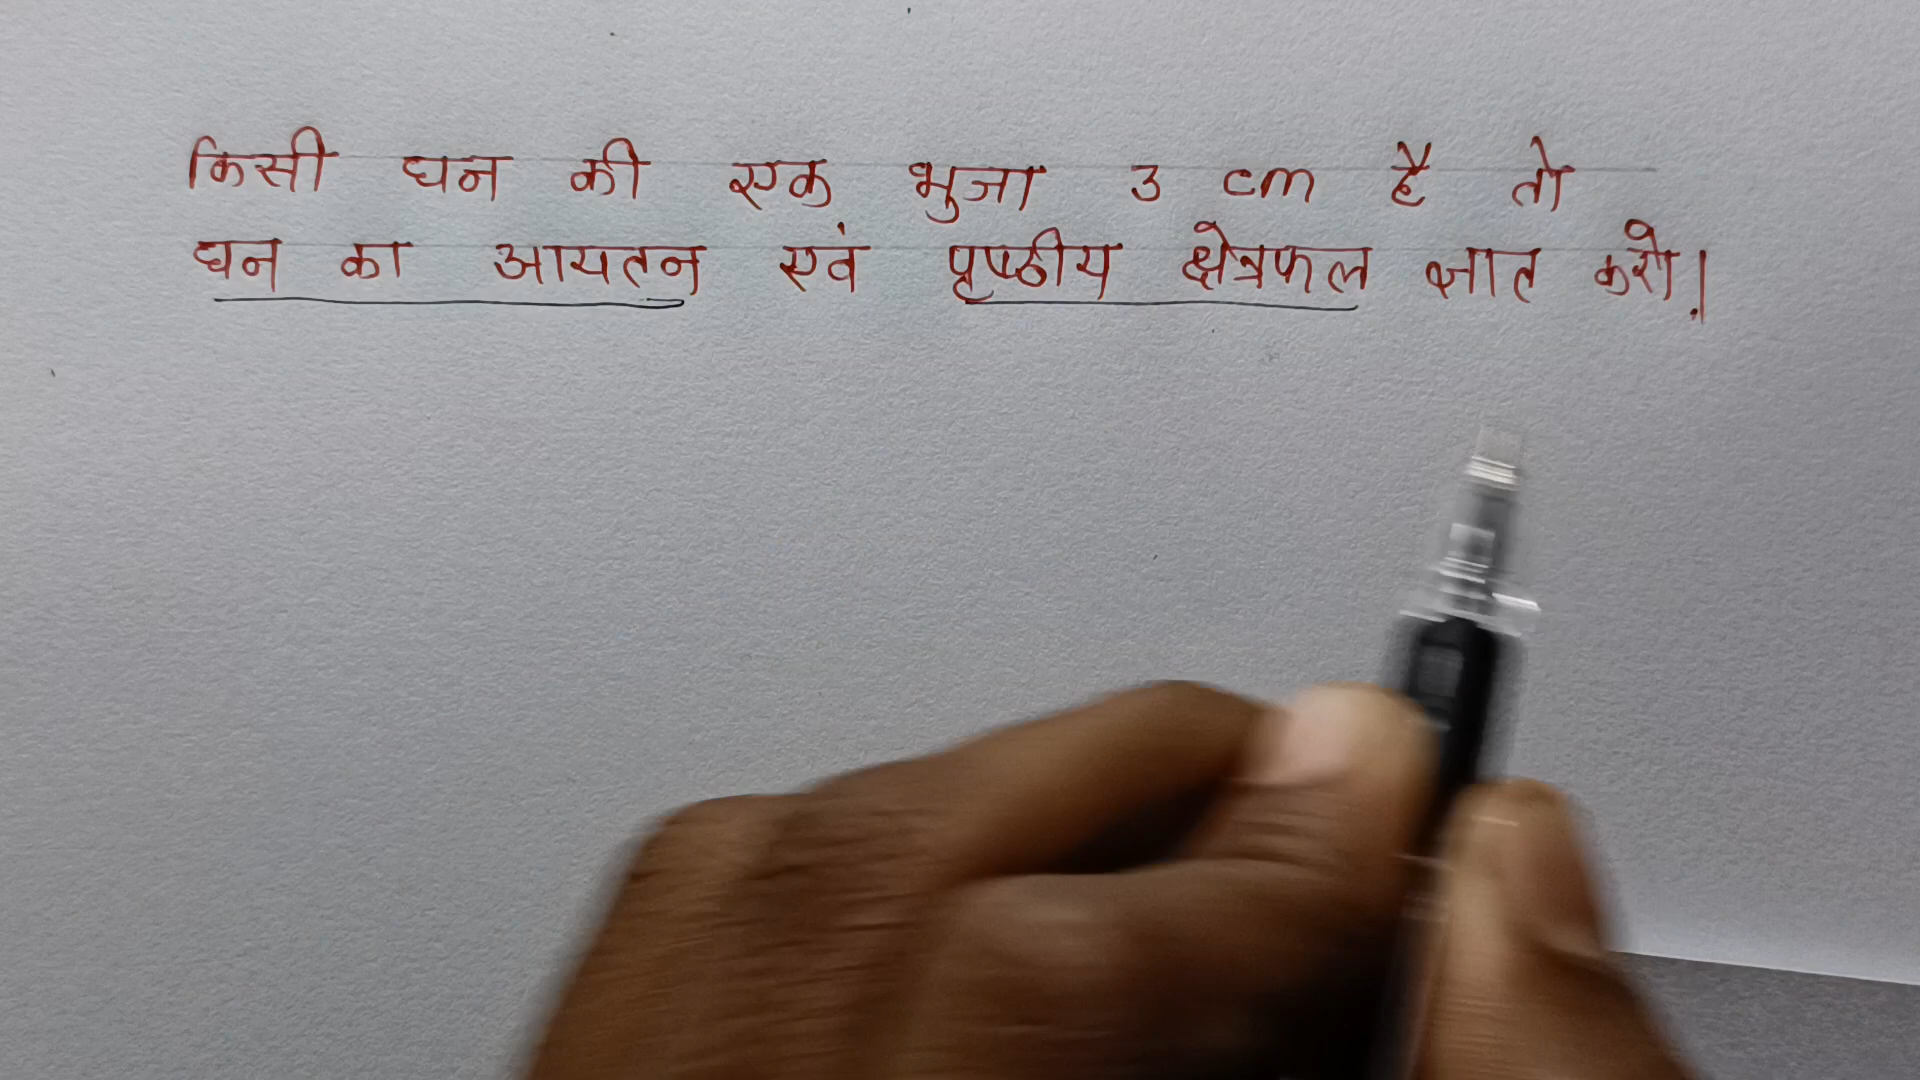 किसी घन की एक भुजा 3 cm है तो
घन का आयतन एवं पृष्ठीय क्षेत्रफल ज्ञात करो।